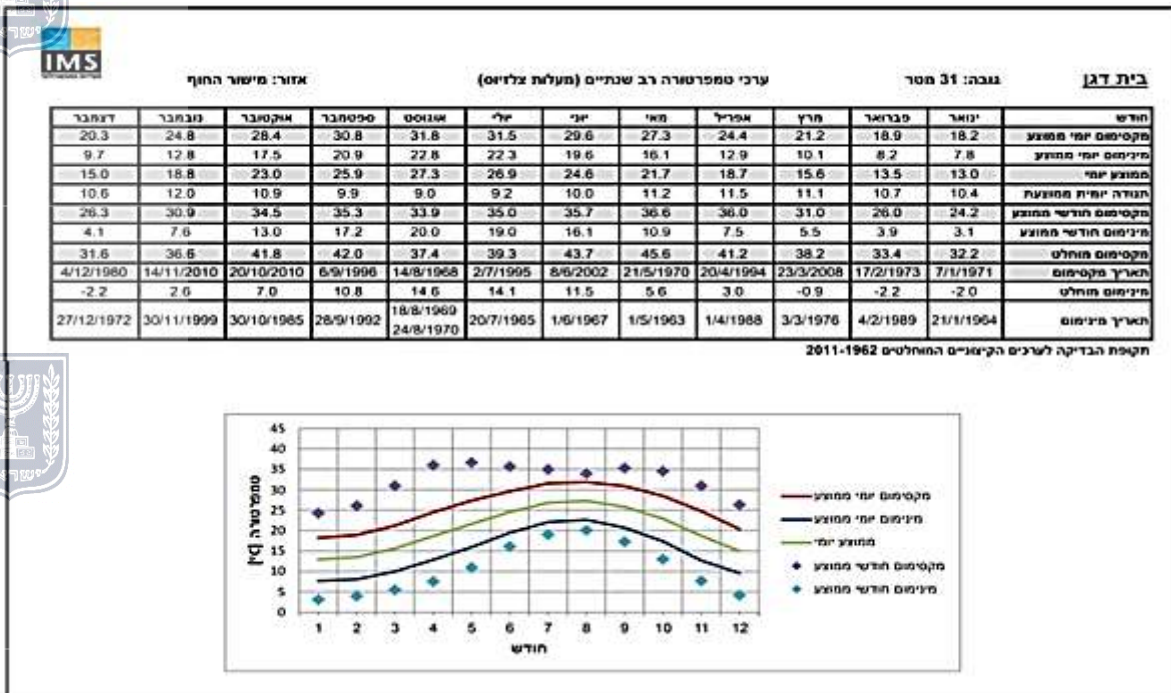 IMS
בית דגן גובה: 31 מטר ערכי טמפרטורה רב שנתיים (מעלות צלזיוס) אזור: מישור החוף
חודש ינואר פברואר מרץ אפריל מאי יוני יולי אוגוסט ספטמבר אוקטובר נובמבר דצמבר
מקסימום יומי ממוצע 18.2 18.9 21.2 24.4 27.3 29.6 31.5 31.8 30.8 28.4 24.8 20.3
מינימום יומי ממוצע 7.8 8.2 10.1 12.9 16.1 19.6 22.3 22.8 20.9 17.5 12.8 9.7
ממוצע יומי 13.0 13.5 15.6 18.7 21.7 24.6 26.9 27.3 25.9 23.0 18.8 15.0
תנודה יומית ממוצעת 10.4 10.7 11.1 11.5 11.2 10.0 9.2 9.0 9.9 10.9 12.0 10.6
מקסימום חודשי ממוצע 24.2 26.0 31.0 36.0 36.6 35.7 35.0 33.9 35.3 34.5 30.9 26.3
מינימום חודשי ממוצע 3.1 3.9 5.5 7.5 10.9 16.1 19.0 20.0 17.2 13.0 7.6 4.1
מקסימום מוחלט 32.2 33.4 38.2 41.2 45.6 43.7 39.3 37.4 42.0 41.8 36.6 31.6
תאריך מקסימום 7/1/1971 17/2/1973 23/3/2008 20/4/1994 21/5/1970 8/6/2002 2/7/1995 14/8/1968 6/9/1996 20/10/2010 14/11/2010 4/12/1980
מינימום מוחלט -2.0 -2.2 -0.9 3.0 5.6 11.5 14.1 14.6 10.8 7.0 2.6 -2.2
תאריך מינימום 21/1/1964 4/2/1989 3/3/1976 1/4/1988 1/5/1963 1/6/1967 20/7/1965 18/8/1969 24/8/1970 28/9/1992 30/10/1985 30/11/1999 27/12/1972
תקופת הבדיקה לערכים הקיצוניים המוחלטים 2011-1962
טמפרטורה [°C]
45
40
35
30
25
20
15
10
5
0
1 2 3 4 5 6 7 8 9 10 11 12
חודש
מקסימום יומי ממוצע
מינימום יומי ממוצע
ממוצע יומי
מקסימום חודשי ממוצע
מינימום חודשי ממוצע